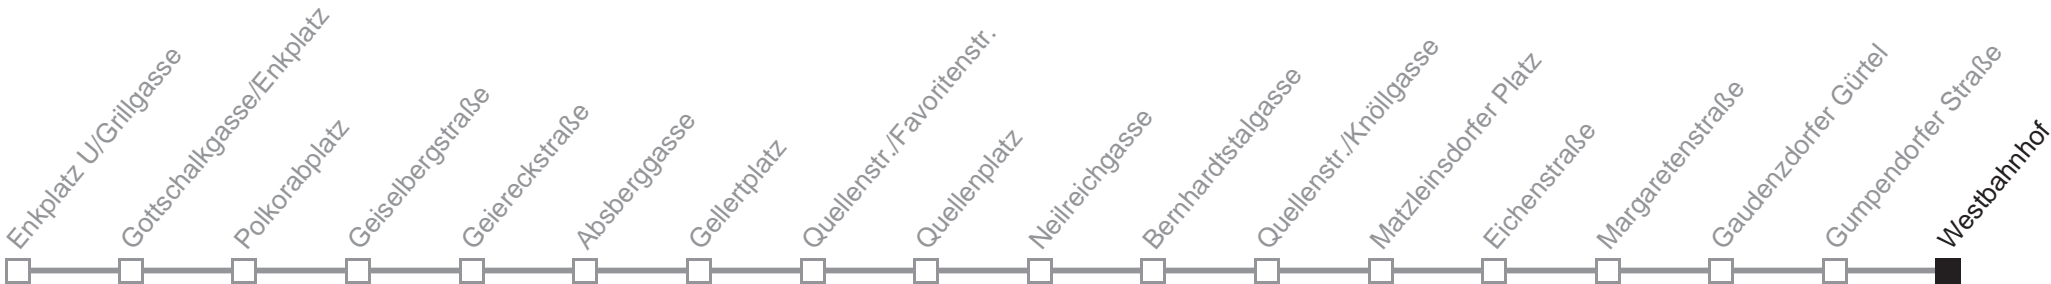 Enkplatz U/Grillgasse
Gottschalkgasse/Enkplatz
Polkorabplatz
Geiselbergstraße
Geiereckstraße
Absberggasse
Gellertplatz
Quellenstr./Favoritenstr.
Quellenplatz
Neilreichgasse
Bernhardtstalgasse
Quellenstr./Knöllgasse
Matzleinsdorfer Platz
Eichenstraße
Margaretenstraße
Gaudenzdorfer Gürtel
Gumpendorfer Straße
Westbahnhof